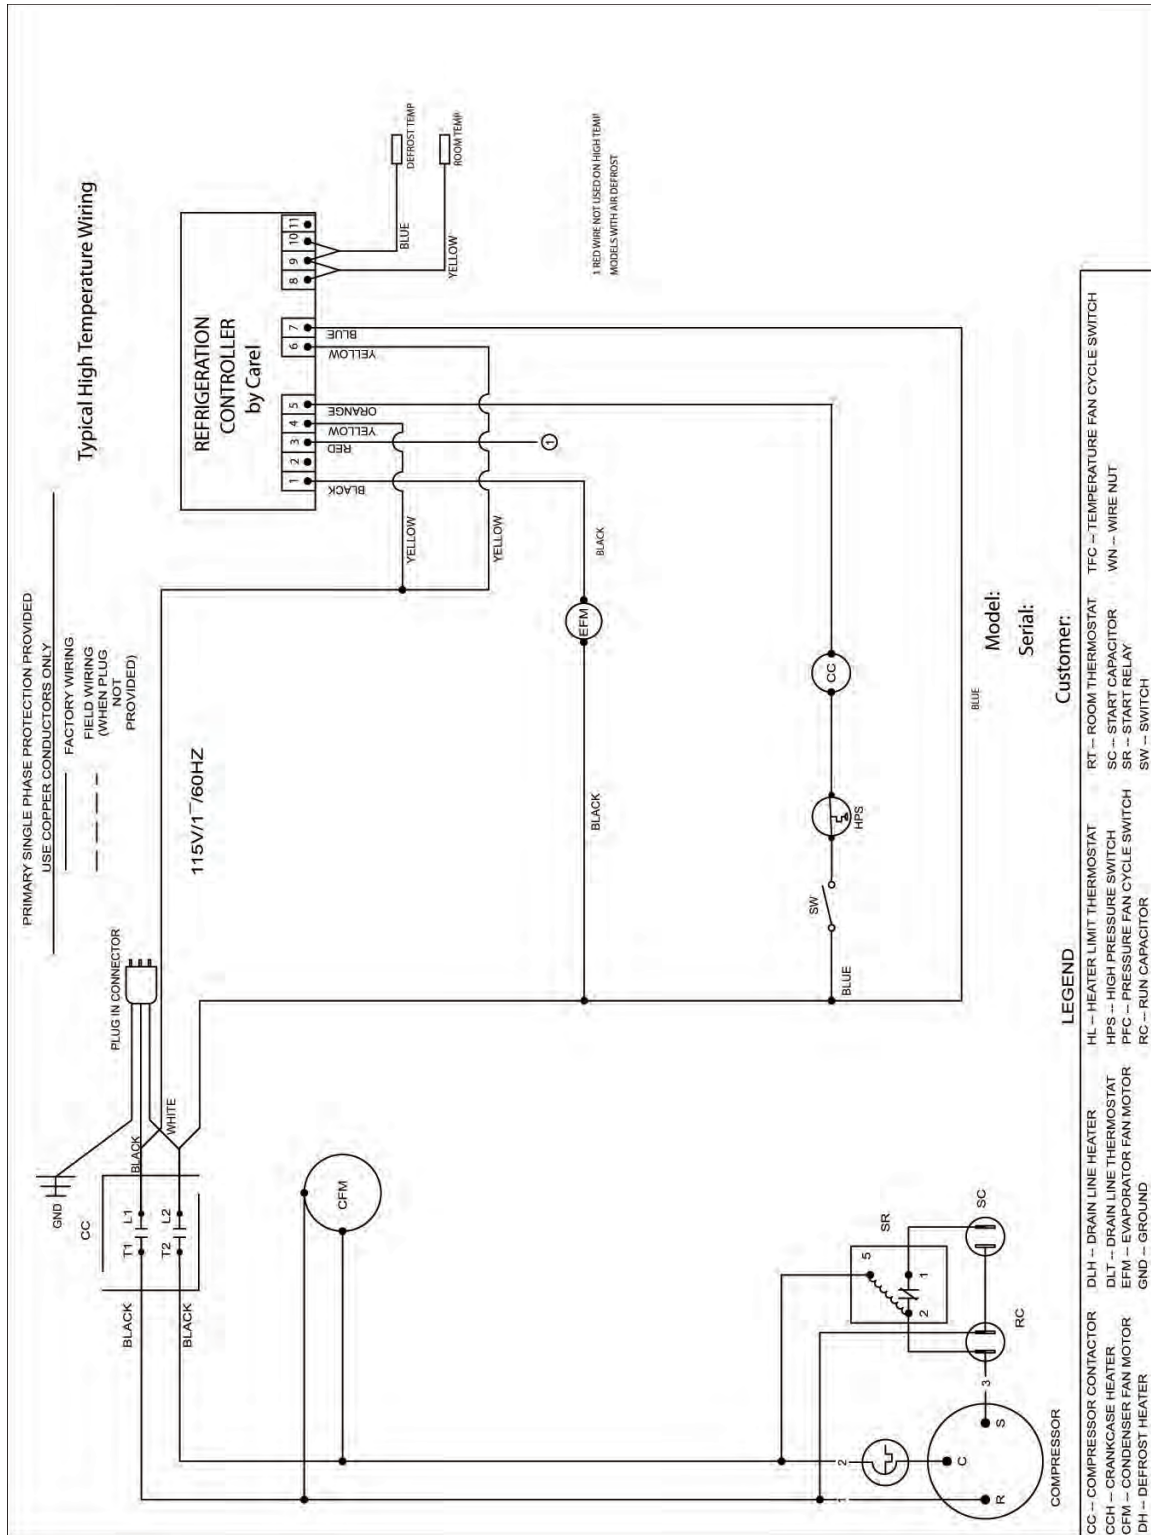 Typical High Temperature Wiring
PRIMARY SINGLE PHASE PROTECTION PROVIDED
USE COPPER CONDUCTORS ONLY
FACTORY WIRING
FIELD WIRING
(WHEN PLUG
NOT
PROVIDED)
115V/1~/60HZ
PLUG IN CONNECTOR
GND
CC
BLACK
WHITE
T1 L1
T2 L2
BLACK
BLACK
REFRIGERATION
CONTROLLER
by Carel
1 2 3 4 5
6 7
8 9 10 11
BLACK
RED
YELLOW
ORANGE
YELLOW
BLUE
BLUE
DEFROST TEMP
YELLOW
ROOM TEMP
1 RED WIRE NOT USED ON HIGH TEMP
MODELS WITH AIR DEFROST
1
YELLOW
YELLOW
BLACK
EFM
BLACK
CC
HPS
SW
BLUE
BLUE
CFM
SR
5
1
2
SC
RC
1
2
3
C
S
R
COMPRESSOR
Model:
Serial:
Customer:
LEGEND
CC -- COMPRESSOR CONTACTOR
CCH -- CRANKCASE HEATER
CFM -- CONDENSER FAN MOTOR
DH -- DEFROST HEATER
DLH -- DRAIN LINE HEATER
DLT -- DRAIN LINE THERMOSTAT
EFM -- EVAPORATOR FAN MOTOR
GND -- GROUND
HL -- HEATER LIMIT THERMOSTAT
HPS -- HIGH PRESSURE SWITCH
PFC -- PRESSURE FAN CYCLE SWITCH
RC -- RUN CAPACITOR
RT -- ROOM THERMOSTAT
SC -- START CAPACITOR
SR -- START RELAY
SW -- SWITCH
TFC -- TEMPERATURE FAN CYCLE SWITCH
WN -- WIRE NUT